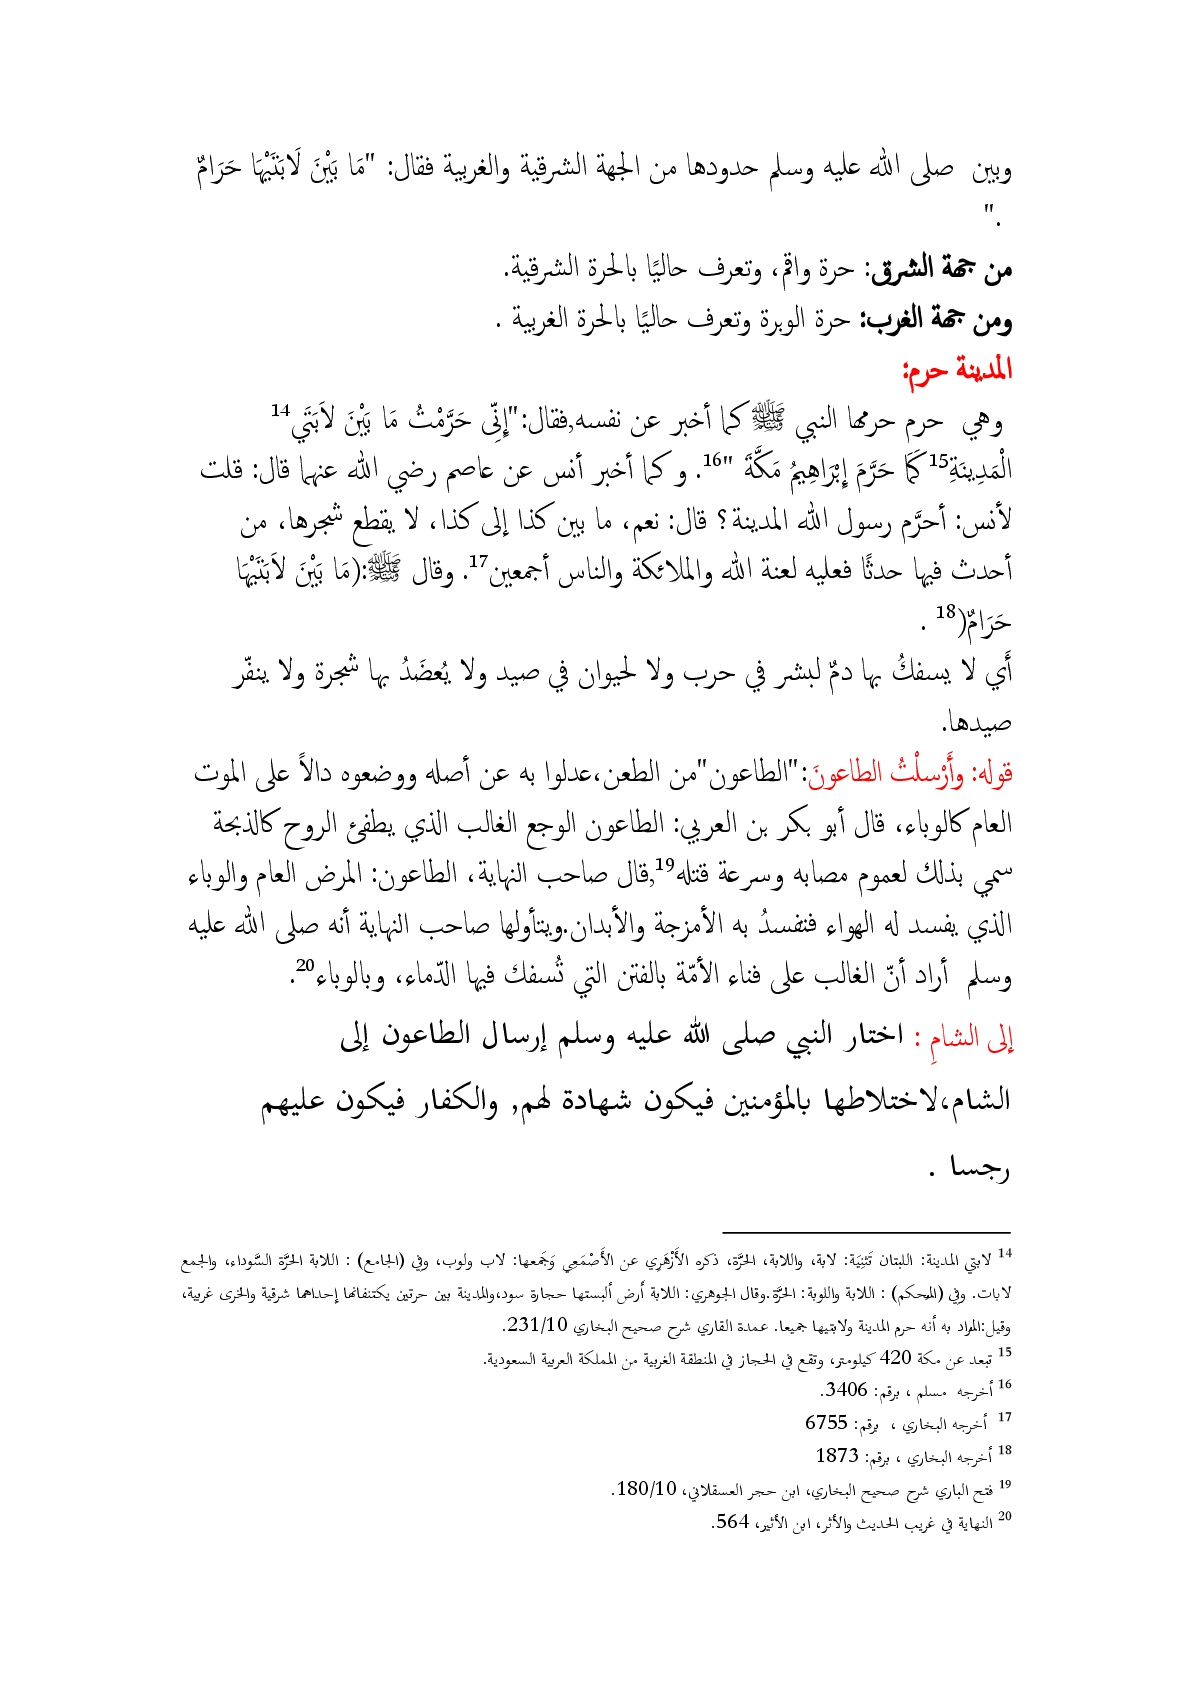 وبين صلى الله عليه وسلم حدودها من الجهة الشرقية والغربية فقال: "مَا بَيْنَ لَابَتَيْهَا حَرَامٌ
".
من جهة الشرق: حرة واقم، وتعرف حاليًا بالحرة الشرقية.
ومن جهة الغرب: حرة الوبرة وتعرف حاليًا بالحرة الغربية .
المدينة حرم:
وهي حرم حرمها النبي ﷺكما أخبر عن نفسه,فقال:"إِنِّى حَرَّمْتُ مَا بَيْنَ لاَبَتَي14
الْمَدِينَةِ15كَمَا حَرَّمَ إِبْرَاهِيمُ مَكَّةَ "16. و كما أخبر أنس عن عاصم رضي الله عنهما قال: قلت
لأنس: أحرَّم رسول الله المدينة؟ قال: نعم، ما بين كذا إلى كذا، لا يقطع شجرها، من
أحدث فيها حدثًا فعليه لعنة الله والملائكة والناس أجمعين17. وقال ﷺ:(مَا بَيْنَ لاَبَتَيْهَا
حَرَامٌ(18 .
أَي لا يسفكُ بها دمٌ لبشر في حرب ولا لحيوان في صيد ولا يُعضَدُ بها شجرة ولا ينفّر
صيدها.
قوله: وأَرْسلْتُ الطاعونَ:"الطاعون"من الطعن،عدلوا به عن أصله ووضعوه دالاً على الموت
العام كالوباء، قال أبو بكر بن العربي: الطاعون الوجع الغالب الذي يطفئ الروح كالذبحة
سمي بذلك لعموم مصابه وسرعة قتله19,قال صاحب النهاية، الطاعون: المرض العام والوباء
الذي يفسد له الهواء فتفسدُ به الأمزجة والأبدان.ويتأولها صاحب النهاية أنه صلى الله عليه
وسلم أراد أنّ الغالب على فناء الأمّة بالفتن التي تُسفك فيها الدّماء، وبالوباء20.
إلى الشامِ : اختار النبي صلى الله عليه وسلم إرسال الطاعون إلى
الشام،لاختلاطها بالمؤمنين فيكون شهادة لهم, والكفار فيكون عليهم
رجسا .
14 لابتي المدينة: اللبتان تَثنِيَة: لابة، واللابة، الحَرَّة، ذكره الأَزْهَرِي عن الأَصْمَعِي وَجَمعها: لاب ولوب، وفي (الجامع) : اللابة الحَرَّة السَّوداء، والجمع
لابات. وفي (المحكم) : اللابة واللوبة: الحَرَّة.وقال الجوهري: اللابة أَرض ألبستها حجارة سود،والمدينة بين حرتين يكتنفانها إحداهما شرقية والخرى غربية،
وقيل:المراد به أنه حرم المدينة ولابتيها جميعا. عمدة القاري شرح صحيح البخاري 231/10.
15 تبعد عن مكة 420 كيلومتر، وتقع في الحجاز في المنطقة الغربية من المملكة العربية السعودية.
16 أخرجه مسلم ، برقم: 3406.
17 أخرجه البخاري ، برقم: 6755
18 أخرجه البخاري ، برقم: 1873
19 فتح الباري شرح صحيح البخاري، ابن حجر العسقلاني، 180/10.
20 النهاية في غريب الحديث والأثر، ابن الأثير، 564.